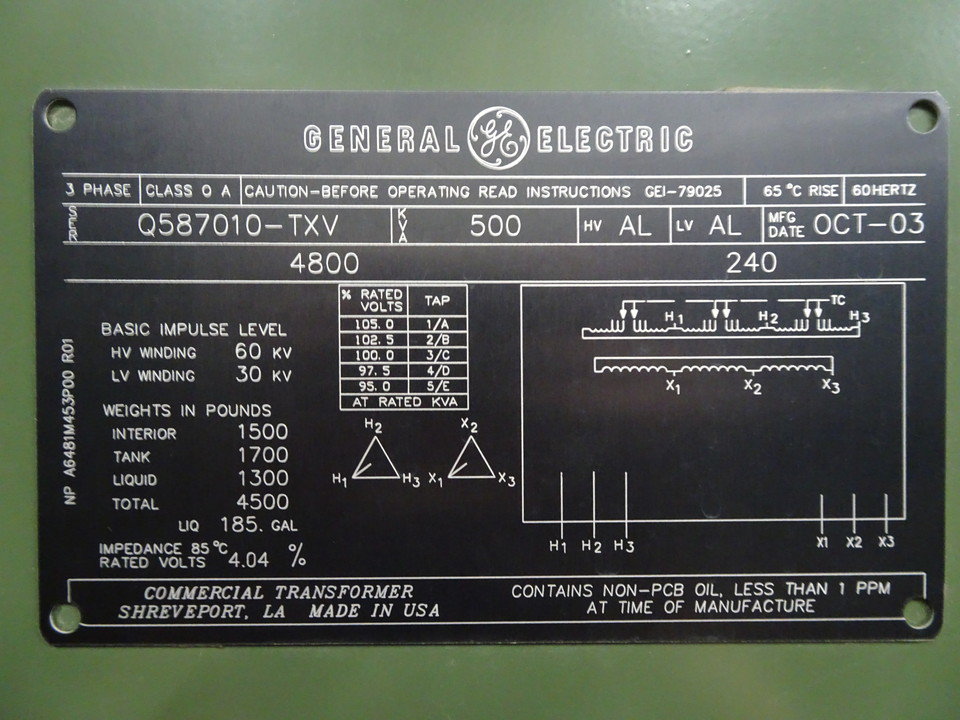 GENERAL GE ELECTRIC
3 PHASE CLASS O A CAUTION-BEFORE OPERATING READ INSTRUCTIONS GEI-79025 65 °C RISE 60HERTZ
SER Q587010-TXV KVA 500 HV AL LV AL MFG DATE OCT-03
4800 240
% RATED VOLTS TAP
105.0 1/A
102.5 2/B
100.0 3/C
97.5 4/D
95.0 5/E
AT RATED KVA
BASIC IMPULSE LEVEL
HV WINDING 60 KV
LV WINDING 30 KV
WEIGHTS IN POUNDS
INTERIOR 1500
TANK 1700
LIQUID 1300
TOTAL 4500
LIQ 185. GAL
IMPEDANCE 85 °C
RATED VOLTS 4.04 %
NP A6481M453P00 R01
H2 X2
H1 H3 X1 X3
TC
H1 H2 H3
X1 X2 X3
H1 H2 H3 X1 X2 X3
COMMERCIAL TRANSFORMER
SHREVEPORT, LA MADE IN USA
CONTAINS NON-PCB OIL, LESS THAN 1 PPM
AT TIME OF MANUFACTURE